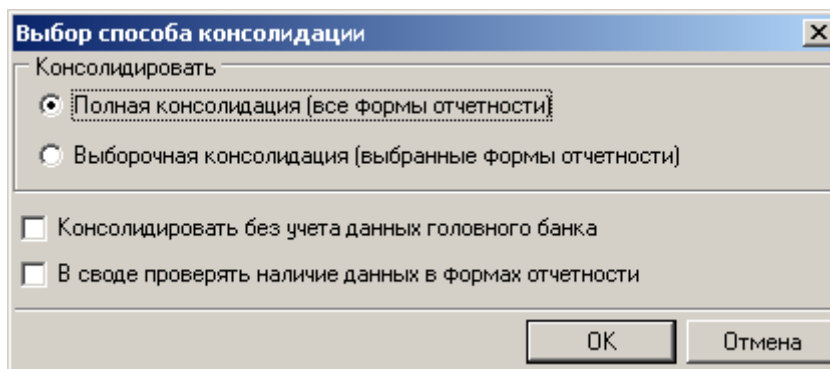 Выбор способа консолидации
Консолидировать
Полная консолидация (все формы отчетности)
Выборочная консолидация (выбранные формы отчетности)
Консолидировать без учета данных головного банка
В своде проверять наличие данных в формах отчетности
OK Отмена